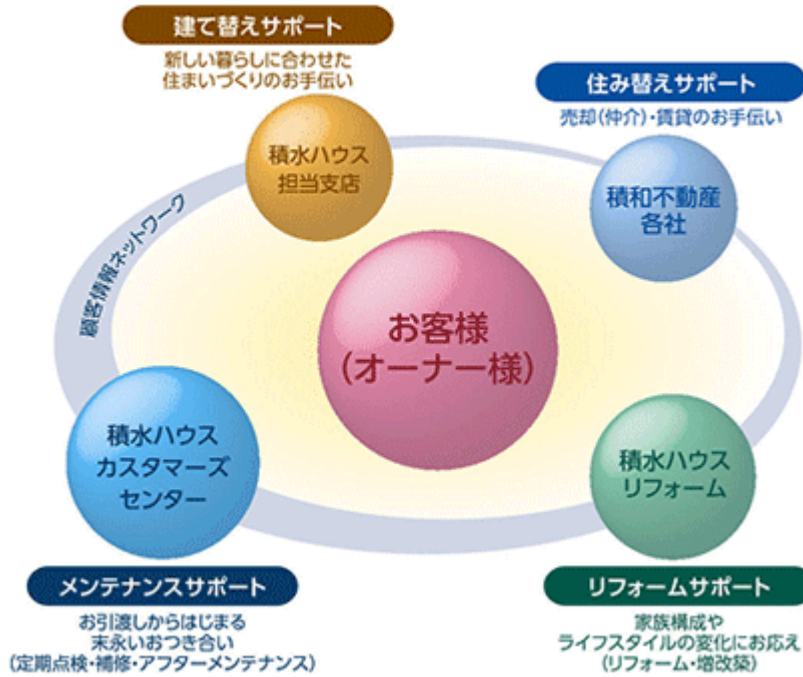 建て替えサポート
新しい暮らしに合わせた
住まいづくりのお手伝い
積水ハウス
担当支店
住み替えサポート
売却(仲介)・賃貸のお手伝い
積和不動産
各社
顧客情報ネットワーク
お客様
(オーナー様)
積水ハウス
カスタマーズ
センター
メンテナンスサポート
お引渡しからはじまる
末永いおつき合い
(定期点検・補修・アフターメンテナンス)
積水ハウス
リフォーム
リフォームサポート
家族構成や
ライフスタイルの変化にお応え
(リフォーム・増改築)